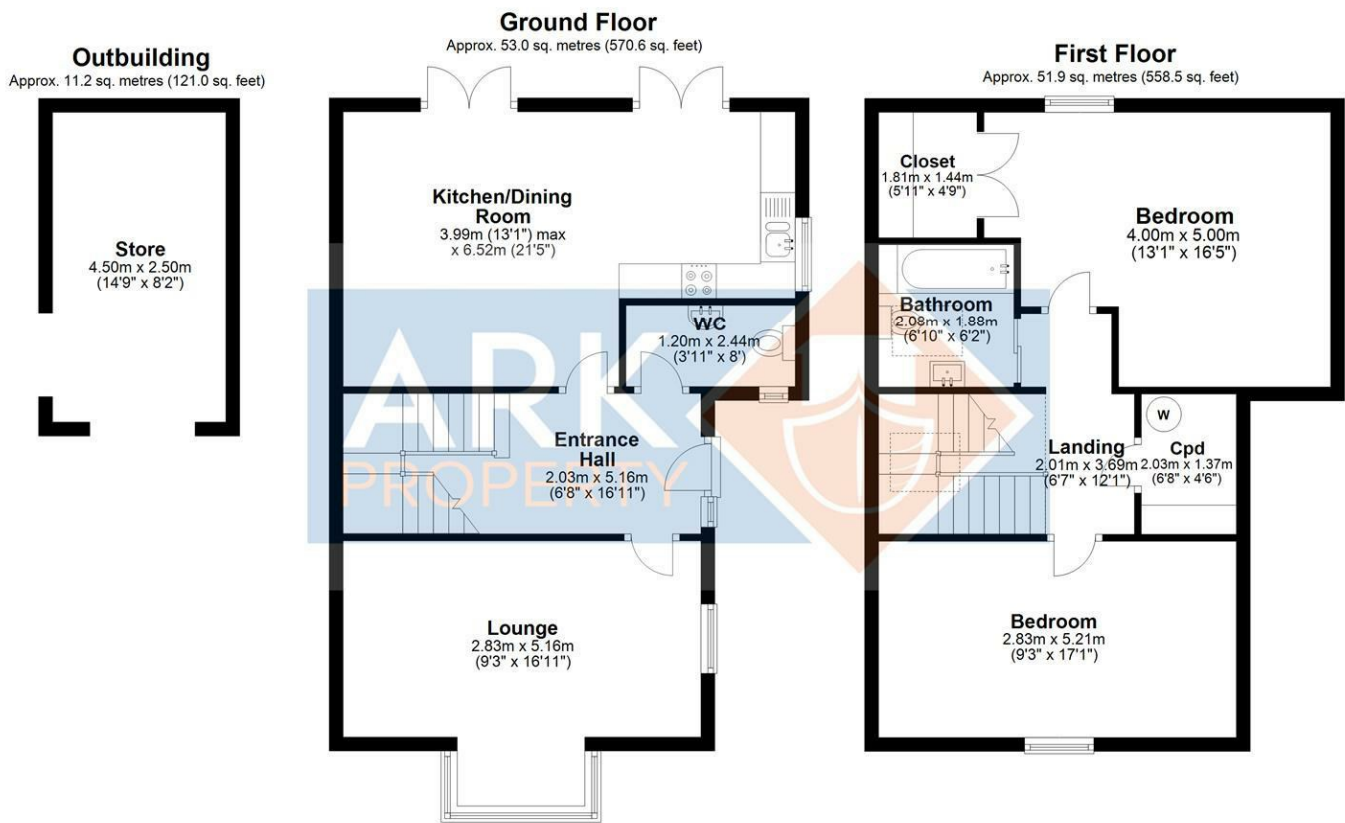 Outbuilding
Approx. 11.2 sq. metres (121.0 sq. feet)
Store
4.50m x 2.50m
(14'9" x 8'2")
Ground Floor
Approx. 53.0 sq. metres (570.6 sq. feet)
Kitchen/Dining
Room
3.99m (13'1") max
x 6.52m (21'5")
WC
1.20m x 2.44m
(3'11" x 8')
Entrance
Hall
2.03m x 5.16m
(6'8" x 16'11")
Lounge
2.83m x 5.16m
(9'3" x 16'11")
First Floor
Approx. 51.9 sq. metres (558.5 sq. feet)
Closet
1.81m x 1.44m
(5'11" x 4'9")
Bedroom
4.00m x 5.00m
(13'1" x 16'5")
Bathroom
2.08m x 1.88m
(6'10" x 6'2")
W
Landing
2.01m x 3.69m
(6'7" x 12'1")
Cpd
2.03m x 1.37m
(6'8" x 4'6")
Bedroom
2.83m x 5.21m
(9'3" x 17'1")
ARK
PROPERTY